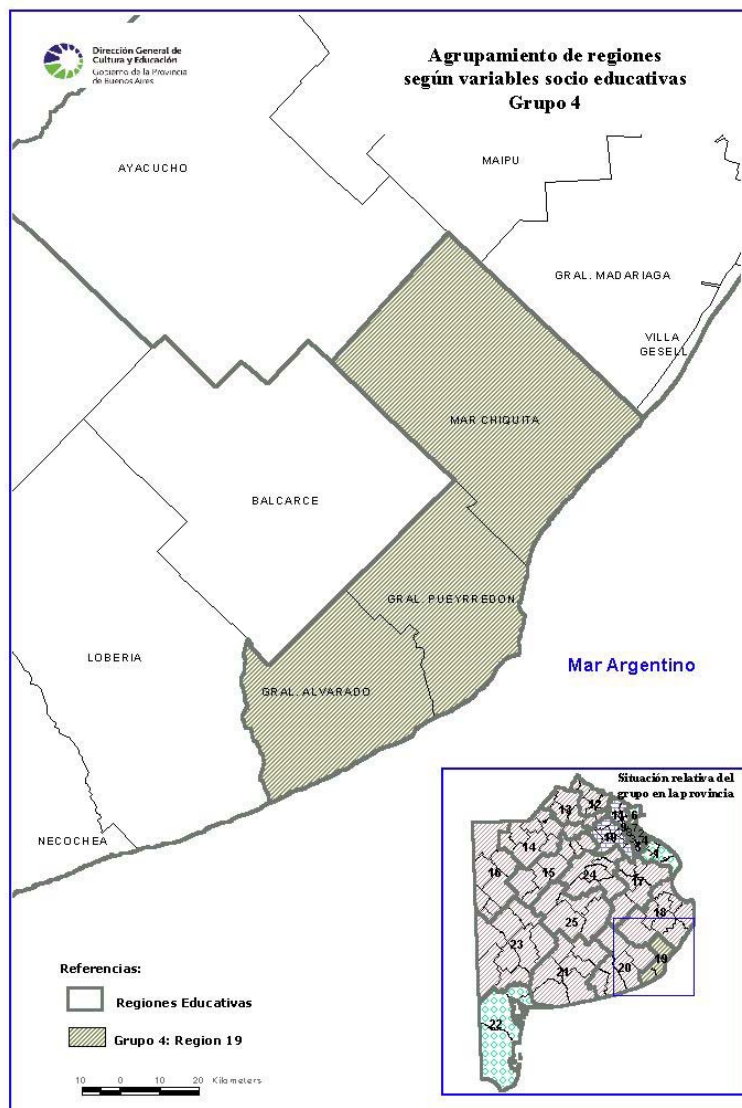 Dirección General de
Cultura y Educación
Gobierno de la Provincia
de Buenos Aires
Agrupamiento de regiones
según variables socio educativas
Grupo 4
AYACUCHO
MAIPU
GRAL. MADARIAGA
VILLA
GESELL
MAR CHIQUITA
BALCARCE
GRAL. PUEYRREDON
LOBERIA
GRAL. ALVARADO
Mar Argentino
NECOCHEA
Situación relativa del
grupo en la provincia
13
12
11
6
10
14
16
15
24
17
18
25
23
19
21
20
22
Referencias:
Regiones Educativas
Grupo 4: Region 19
10 0 10 20 Kilometers